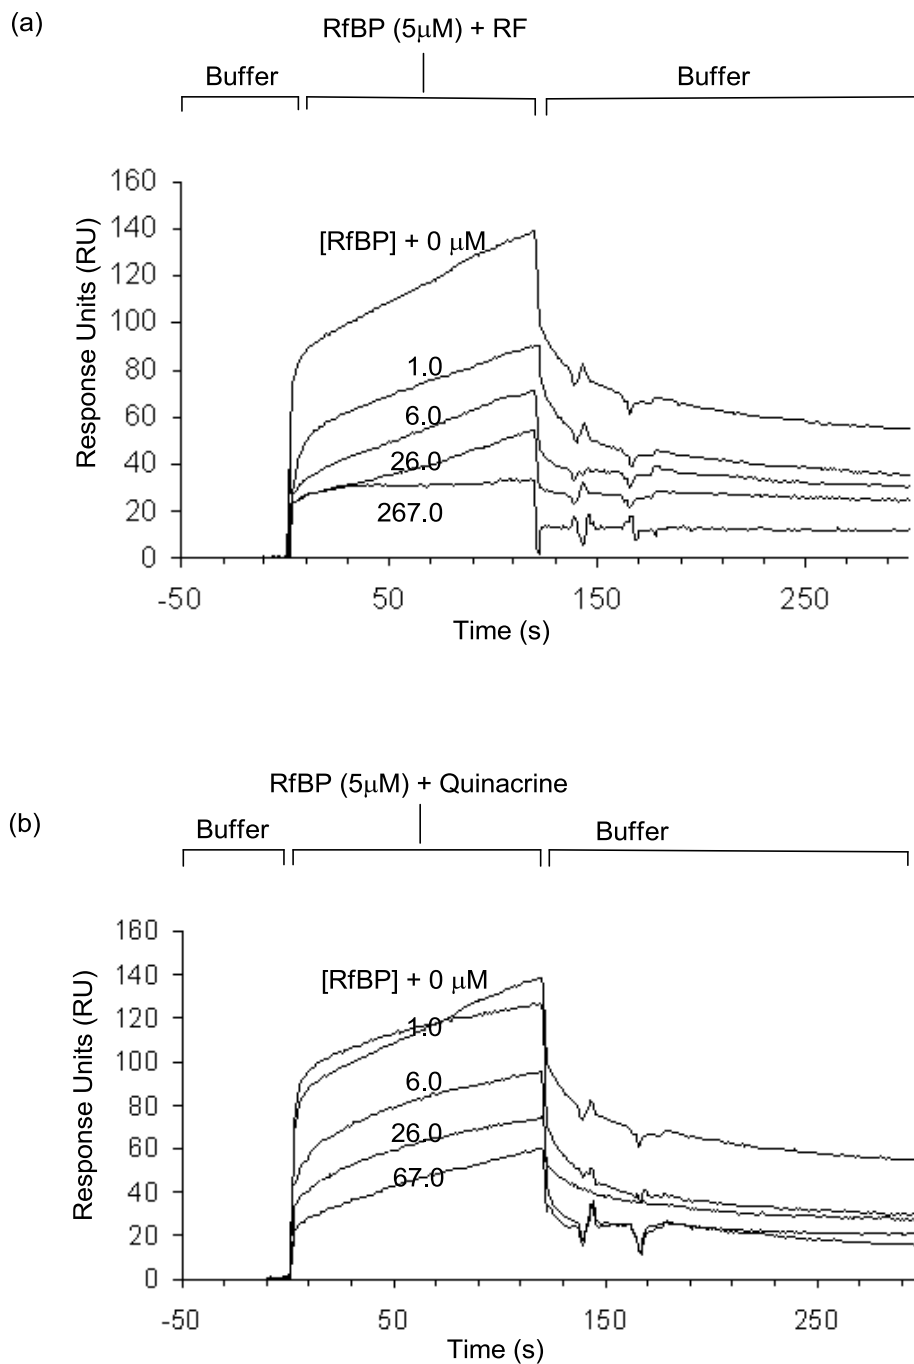 (a)
RfBP (5μM) + RF
Buffer
Buffer
160
140
120
100
80
60
40
20
0
Response Units (RU)
[RfBP] + 0 μM
1.0
6.0
26.0
267.0
-50
50
150
250
Time (s)
(b)
RfBP (5μM) + Quinacrine
Buffer
Buffer
160
140
120
100
80
60
40
20
0
Response Units (RU)
[RfBP] + 0 μM
1.0
6.0
26.0
67.0
-50
50
150
250
Time (s)